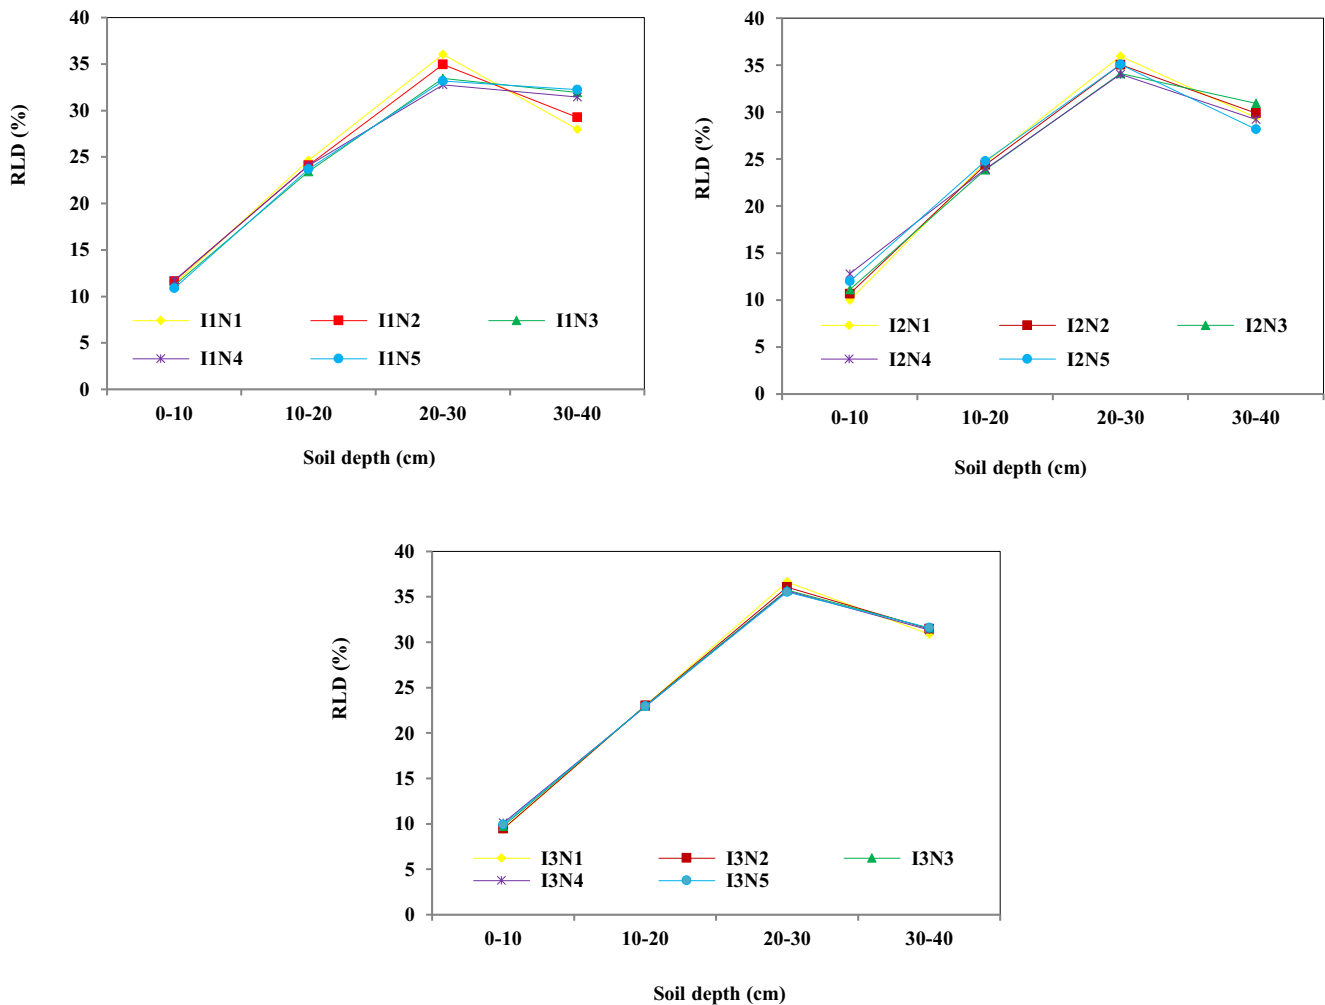 40
35
30
25
20
15
10
5
0
RLD (%)
I1N1 I1N2 I1N3
I1N4 I1N5
0-10 10-20 20-30 30-40
Soil depth (cm)
40
35
30
25
20
15
10
5
0
RLD (%)
I2N1 I2N2 I2N3
I2N4 I2N5
0-10 10-20 20-30 30-40
Soil depth (cm)
40
35
30
25
20
15
10
5
0
RLD (%)
I3N1 I3N2 I3N3
I3N4 I3N5
0-10 10-20 20-30 30-40
Soil depth (cm)